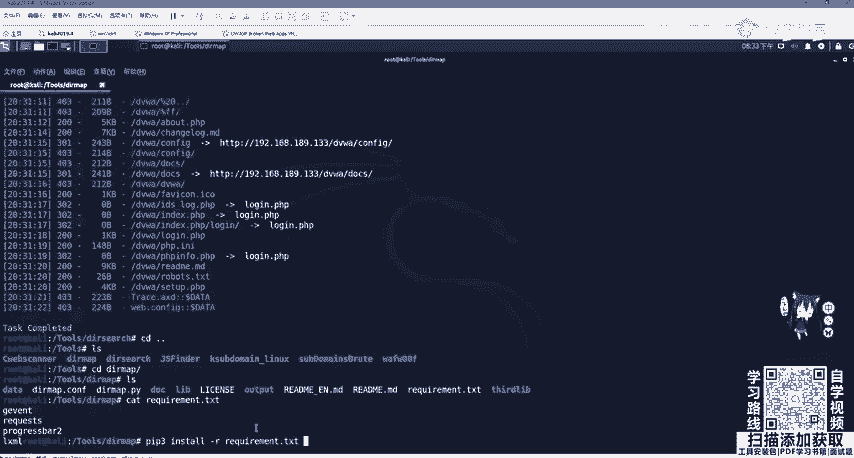 root@kali: /Tools/dirmap
08:33 下午
root@kali: /Tools/dirmap
文件(F) 动作(A) 编辑(E) 查看(V) 帮助(H)
root@kali: /Tools/dirmap
[20:31:11] 403 - 211B - /dvwa/%20../
[20:31:11] 403 - 209B - /dvwa/%ff/
[20:31:12] 200 - 5KB - /dvwa/about.php
[20:31:14] 200 - 7KB - /dvwa/changelog.md
[20:31:15] 301 - 243B - /dvwa/config -> http://192.168.189.133/dvwa/config/
[20:31:15] 403 - 214B - /dvwa/config/
[20:31:15] 403 - 212B - /dvwa/docs/
[20:31:15] 301 - 241B - /dvwa/docs -> http://192.168.189.133/dvwa/docs/
[20:31:16] 403 - 212B - /dvwa/dvwa/
[20:31:16] 200 - 1KB - /dvwa/favicon.ico
[20:31:17] 302 - 0B - /dvwa/ids_log.php -> login.php
[20:31:17] 302 - 0B - /dvwa/index.php -> login.php
[20:31:17] 302 - 0B - /dvwa/index.php/login/ -> login.php
[20:31:18] 200 - 1KB - /dvwa/login.php
[20:31:19] 200 - 148B - /dvwa/php.ini
[20:31:19] 302 - 0B - /dvwa/phpinfo.php -> login.php
[20:31:20] 200 - 9KB - /dvwa/readme.md
[20:31:20] 200 - 26B - /dvwa/robots.txt
[20:31:20] 200 - 4KB - /dvwa/setup.php
[20:31:21] 403 - 223B - Trace.axd::$DATA
[20:31:22] 403 - 224B - web.config::$DATA
Task Completed
root@kali:/Tools/dirsearch# cd ..
root@kali:/Tools# ls
Cwebscanner dirmap dirsearch JSFinder ksubdomain_linux subDomainsBrute wafw00f
root@kali:/Tools# cd dirmap/
root@kali:/Tools/dirmap# ls
data dirmap.conf dirmap.py doc lib LICENSE output README_EN.md README.md requirement.txt thirdlib
root@kali:/Tools/dirmap# cat requirement.txt
gevent
requests
progressbar2
lxmlroot@kali:/Tools/dirmap# pip3 install -r requirement.txt
中
学习路线
自学视频
扫描添加获取
工具安装包|PDF学习书籍|面试题